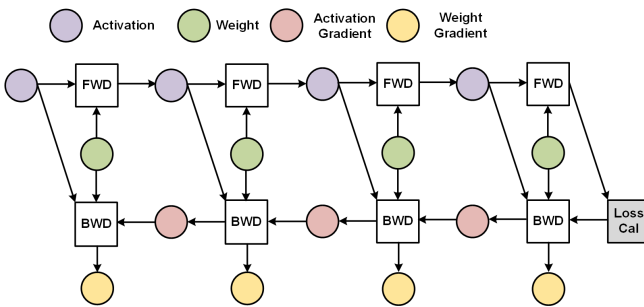 Activation
Weight
Activation
Gradient
Weight
Gradient
FWD
FWD
FWD
FWD
BWD
BWD
BWD
BWD
Loss
Cal